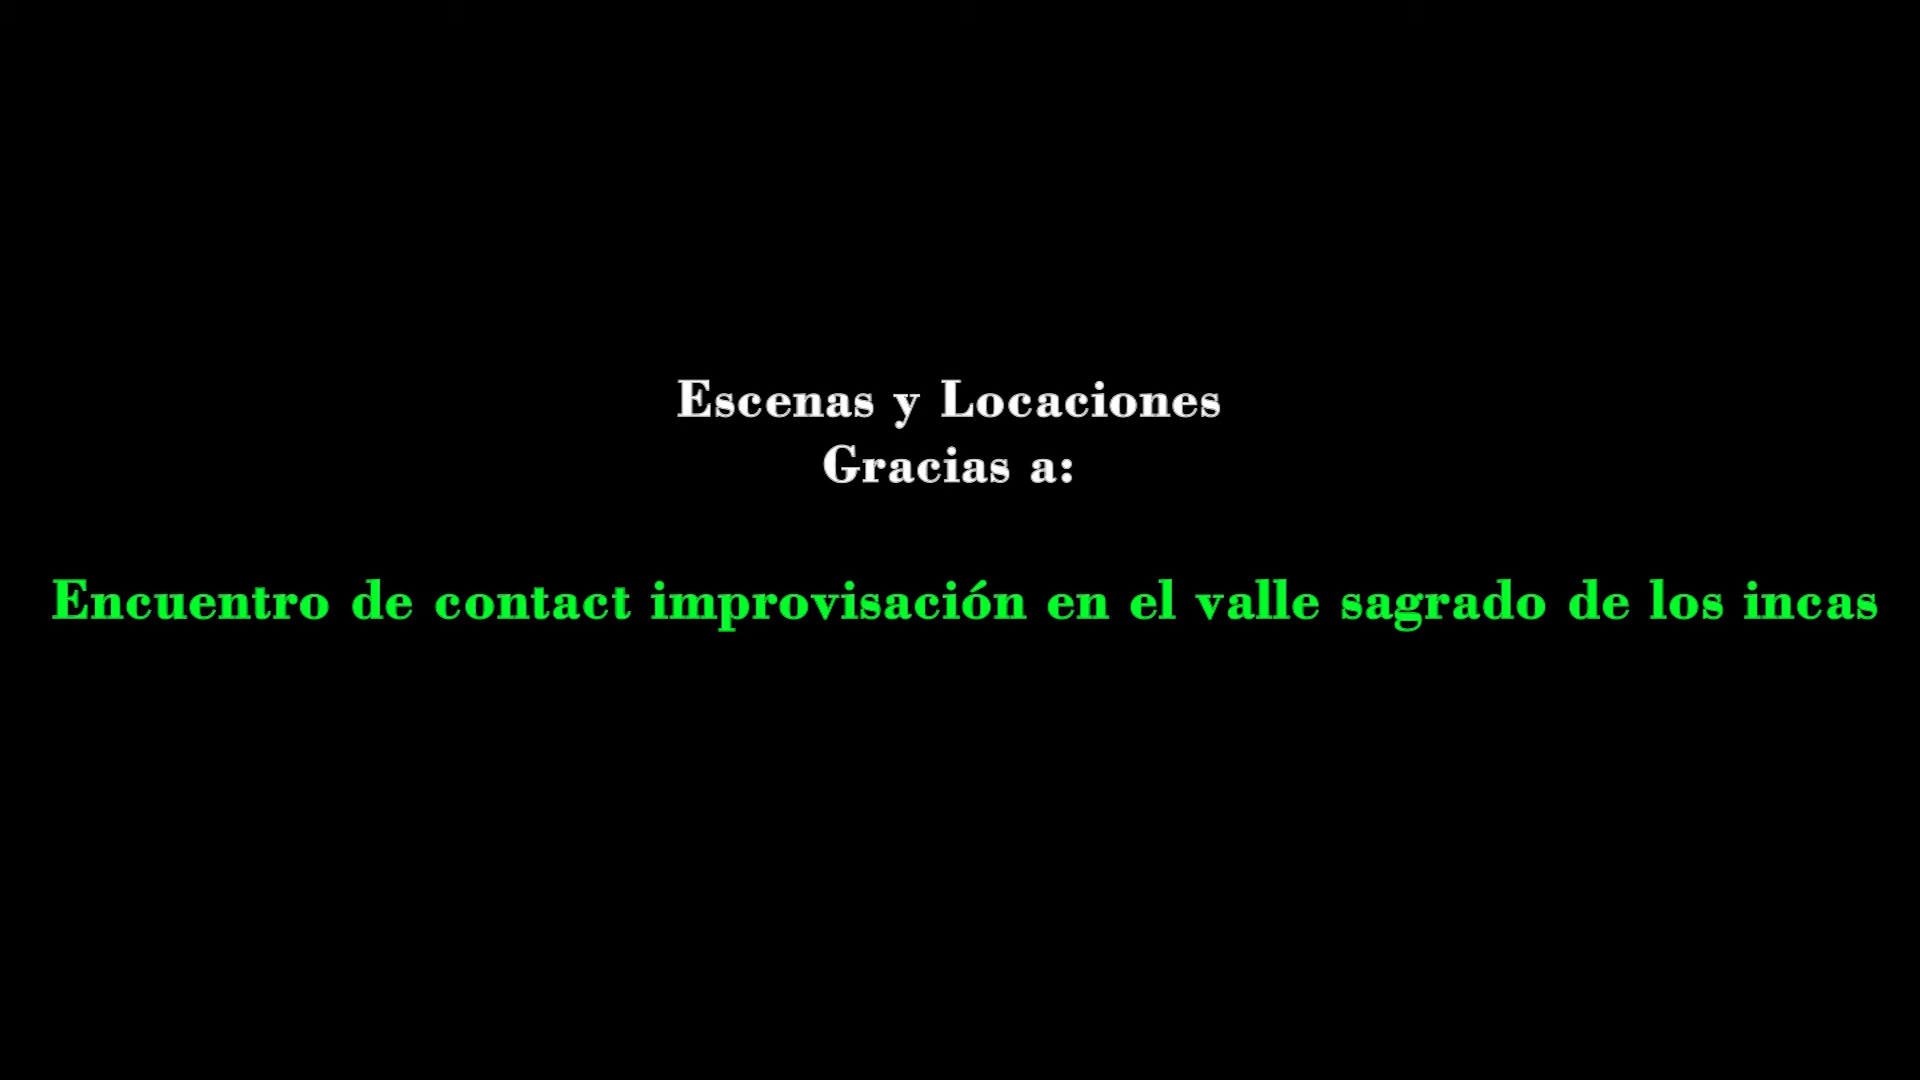 Escenas y Locaciones
Gracias a:
Encuentro de contact improvisación en el valle sagrado de los incas